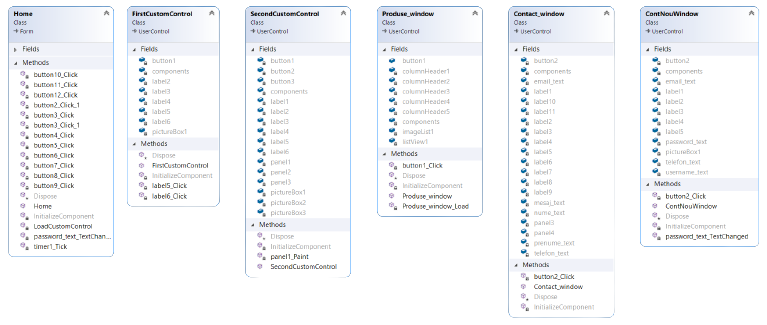 Home
Class
Form
Fields
Methods
button10_Click
button11_Click
button12_Click
button2_Click_1
button3_Click
button3_Click_1
button4_Click
button5_Click
button6_Click
button7_Click
button8_Click
button9_Click
Dispose
Home
InitializeComponent
LoadCustomControl
password_text_TextChan...
timer1_Tick
FirstCustomControl
Class
UserControl
Fields
button1
components
label2
label3
label4
label5
label6
pictureBox1
Methods
Dispose
FirstCustomControl
InitializeComponent
label5_Click
label6_Click
SecondCustomControl
Class
UserControl
Fields
button1
button2
button3
components
label1
label2
label3
label4
label5
label6
panel1
panel2
panel3
pictureBox1
pictureBox2
pictureBox3
Methods
Dispose
InitializeComponent
panel1_Paint
SecondCustomControl
Produse_window
Class
UserControl
Fields
button1
columnHeader1
columnHeader2
columnHeader3
columnHeader4
columnHeader5
components
imageList1
listView1
Methods
button1_Click
Dispose
InitializeComponent
Produse_window
Produse_window_Load
Contact_window
Class
UserControl
Fields
button2
components
email_text
label1
label10
label11
label2
label3
label4
label5
label6
label7
label8
label9
mesaj_text
nume_text
panel3
panel4
prenume_text
telefon_text
Methods
button2_Click
Contact_window
Dispose
InitializeComponent
ContNouWindow
Class
UserControl
Fields
button2
components
email_text
label1
label2
label3
label4
label5
password_text
pictureBox1
telefon_text
username_text
Methods
button2_Click
ContNouWindow
Dispose
InitializeComponent
password_text_TextChanged